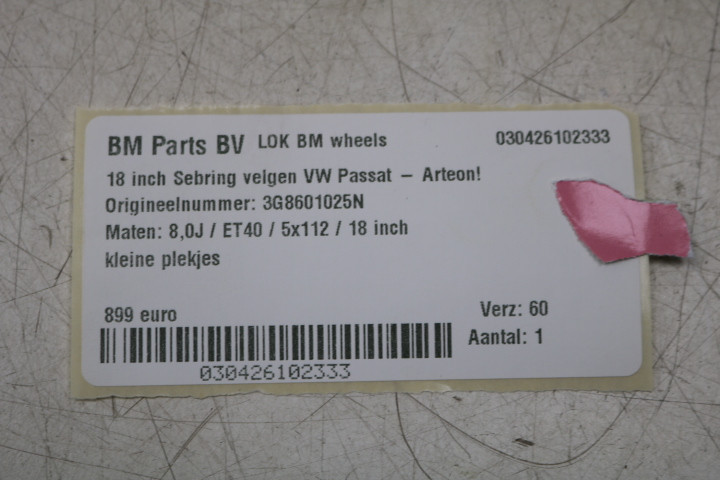 BM Parts BV LOK BM wheels 030426102333
18 inch Sebring velgen VW Passat – Arteon!
Origineelnummer: 3G8601025N
Maten: 8,0J / ET40 / 5x112 / 18 inch
kleine plekjes
899 euro Verz: 60
Aantal: 1
030426102333